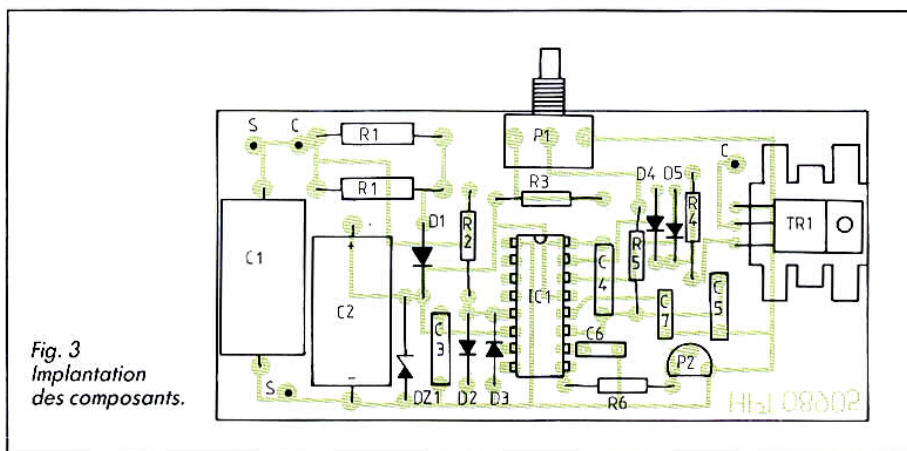 S
C
R1
P1
C
R1
R3
D4
D5
R4
D1
R2
TR1
C1
R5
C4
IC1
C2
+
C5
C7
C3
C6
P2
Fig. 3
Implantation
des composants.
S
-
DZ1
D2
D3
R6